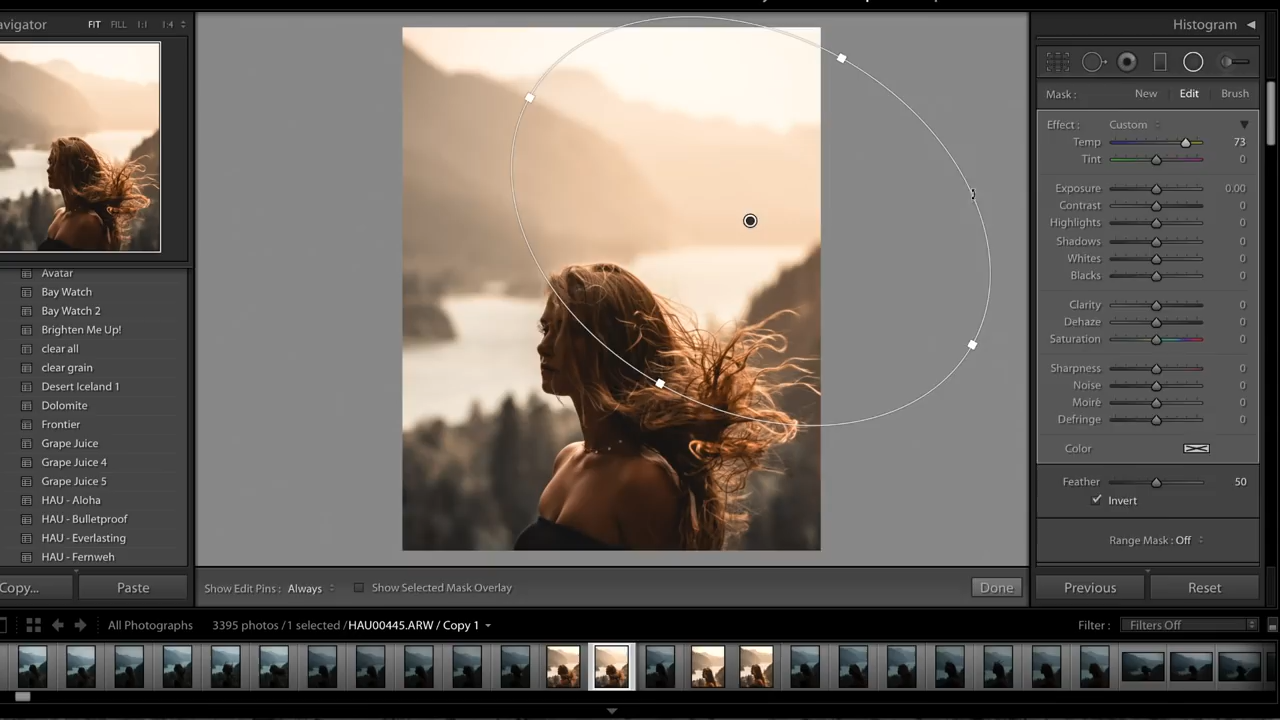 avigator FIT FILL 1:1 1:4
Avatar
Bay Watch
Bay Watch 2
Brighten Me Up!
clear all
clear grain
Desert Iceland 1
Dolomite
Frontier
Grape Juice
Grape Juice 4
Grape Juice 5
HAU - Aloha
HAU - Bulletproof
HAU - Everlasting
HAU - Fernweh
Copy... Paste
Show Edit Pins : Always Show Selected Mask Overlay Done
Histogram
Mask : New Edit Brush
Effect : Custom
Temp 73
Tint 0
Exposure 0.00
Contrast 0
Highlights 0
Shadows 0
Whites 0
Blacks 0
Clarity 0
Dehaze 0
Saturation 0
Sharpness 0
Noise 0
Moiré 0
Defringe 0
Color
Feather 50
Invert
Range Mask : Off
Previous Reset
All Photographs 3395 photos / 1 selected / HAU00445.ARW / Copy 1 Filter : Filters Off